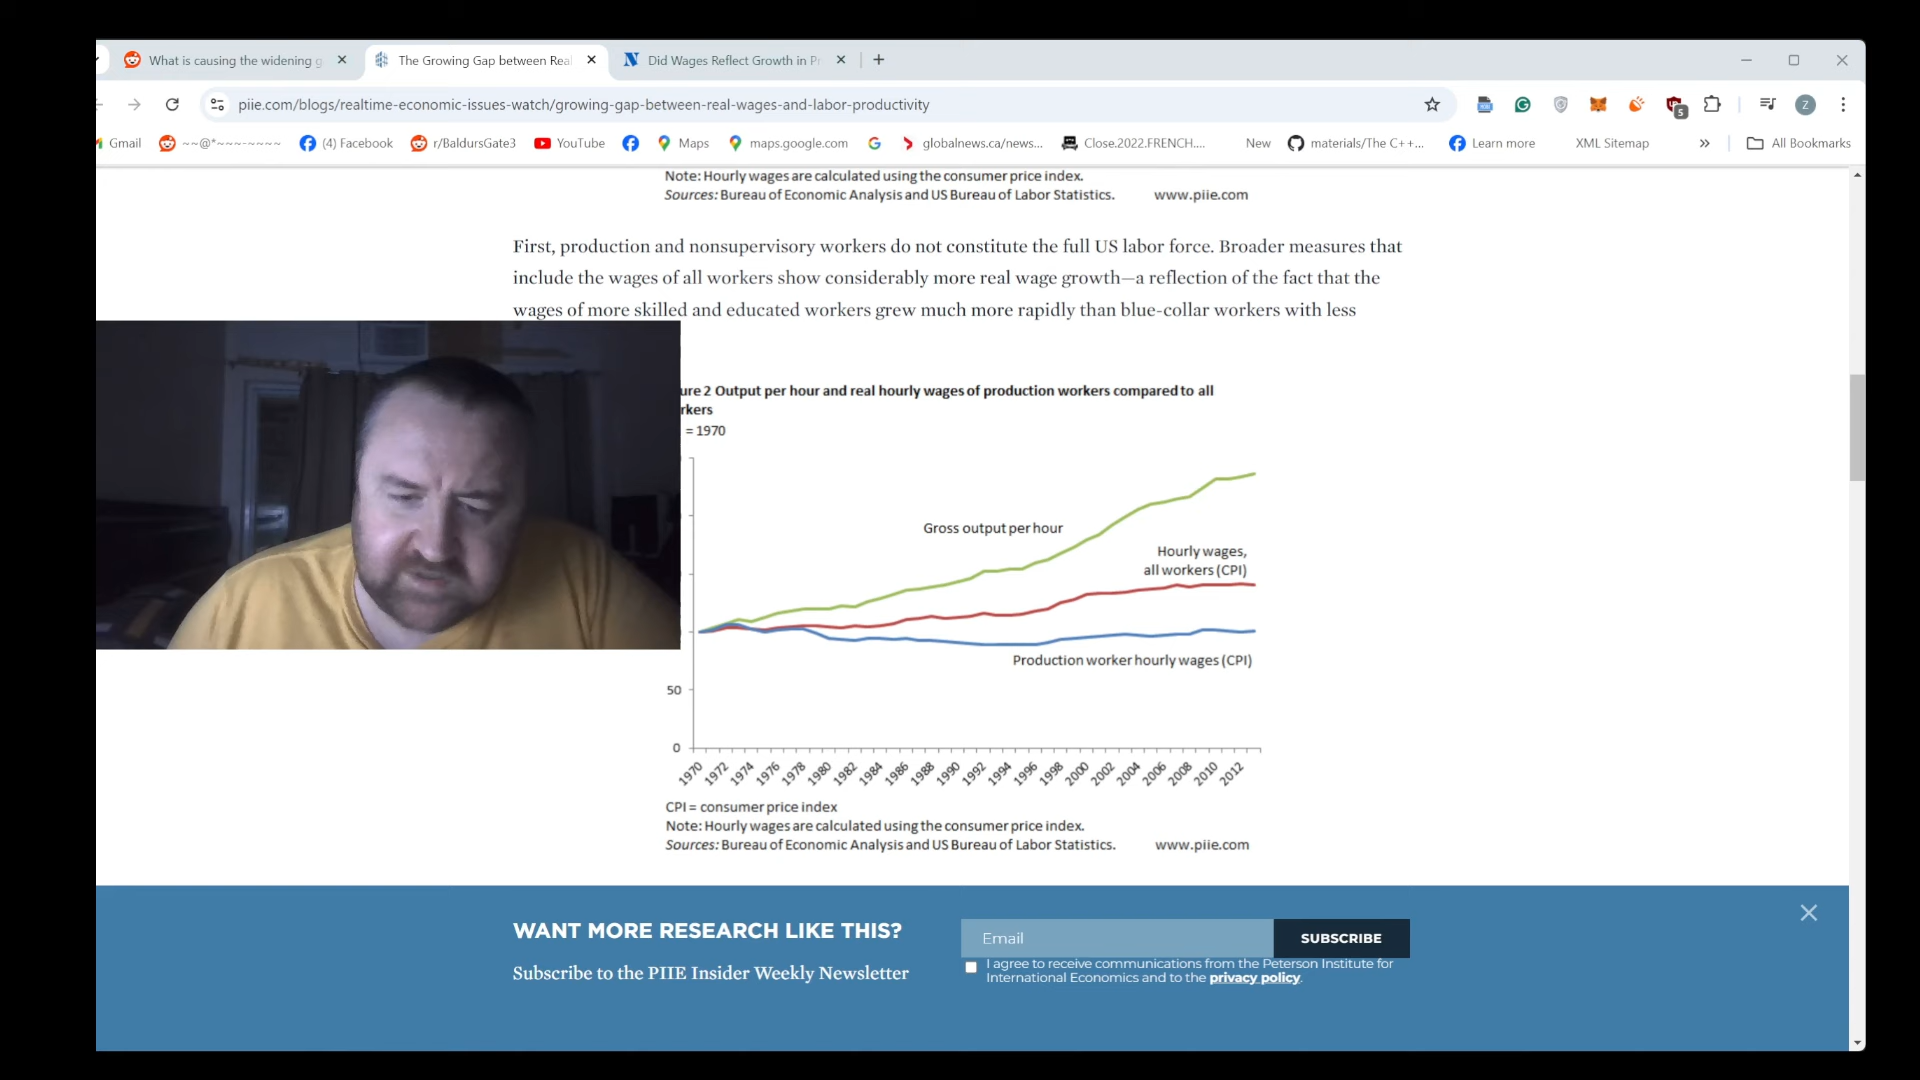 What is causing the widening g
The Growing Gap between Real
Did Wages Reflect Growth in Pr
piie.com/blogs/realtime-economic-issues-watch/growing-gap-between-real-wages-and-labor-productivity
5
Z
Gmail
~~@*~~~-~~~~
(4) Facebook
r/BaldursGate3
YouTube
Maps
maps.google.com
globalnews.ca/news...
Close.2022.FRENCH....
New
materials/The C++...
Learn more
XML Sitemap
»
All Bookmarks
Note: Hourly wages are calculated using the consumer price index.
Sources: Bureau of Economic Analysis and US Bureau of Labor Statistics. www.piie.com
First, production and nonsupervisory workers do not constitute the full US labor force. Broader measures that
include the wages of all workers show considerably more real wage growth—a reflection of the fact that the
wages of more skilled and educated workers grew much more rapidly than blue-collar workers with less
ure 2 Output per hour and real hourly wages of production workers compared to all
rkers
= 1970
Gross output per hour
Hourly wages,
all workers (CPI)
Production worker hourly wages (CPI)
50
0
1970 1972 1974 1976 1978 1980 1982 1984 1986 1988 1990 1992 1994 1996 1998 2000 2002 2004 2006 2008 2010 2012
CPI = consumer price index
Note: Hourly wages are calculated using the consumer price index.
Sources: Bureau of Economic Analysis and US Bureau of Labor Statistics. www.piie.com
WANT MORE RESEARCH LIKE THIS?
Subscribe to the PIIE Insider Weekly Newsletter
Email
SUBSCRIBE
I agree to receive communications from the Peterson Institute for
International Economics and to the privacy policy.